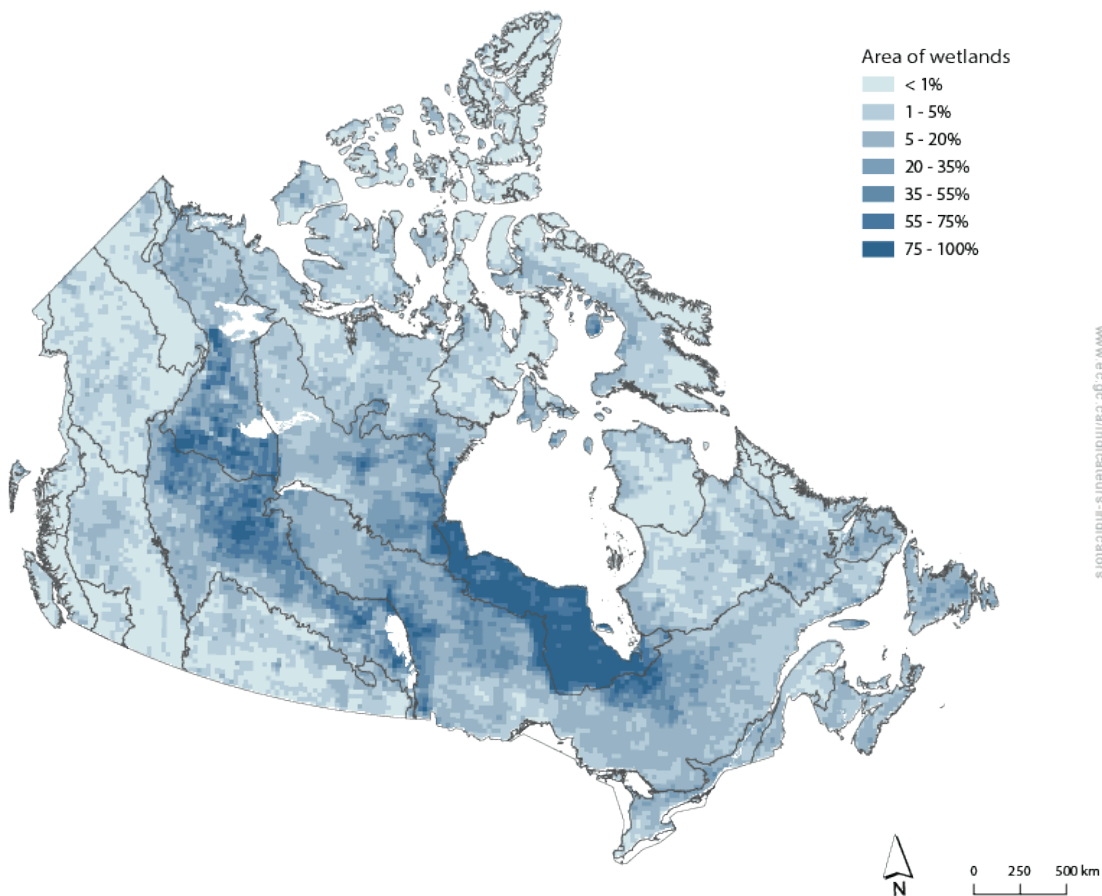 Area of wetlands
< 1%
1 - 5%
5 - 20%
20 - 35%
35 - 55%
55 - 75%
75 - 100%
www.ec.gc.ca/indicateurs-indicators
N
0 250 500 km